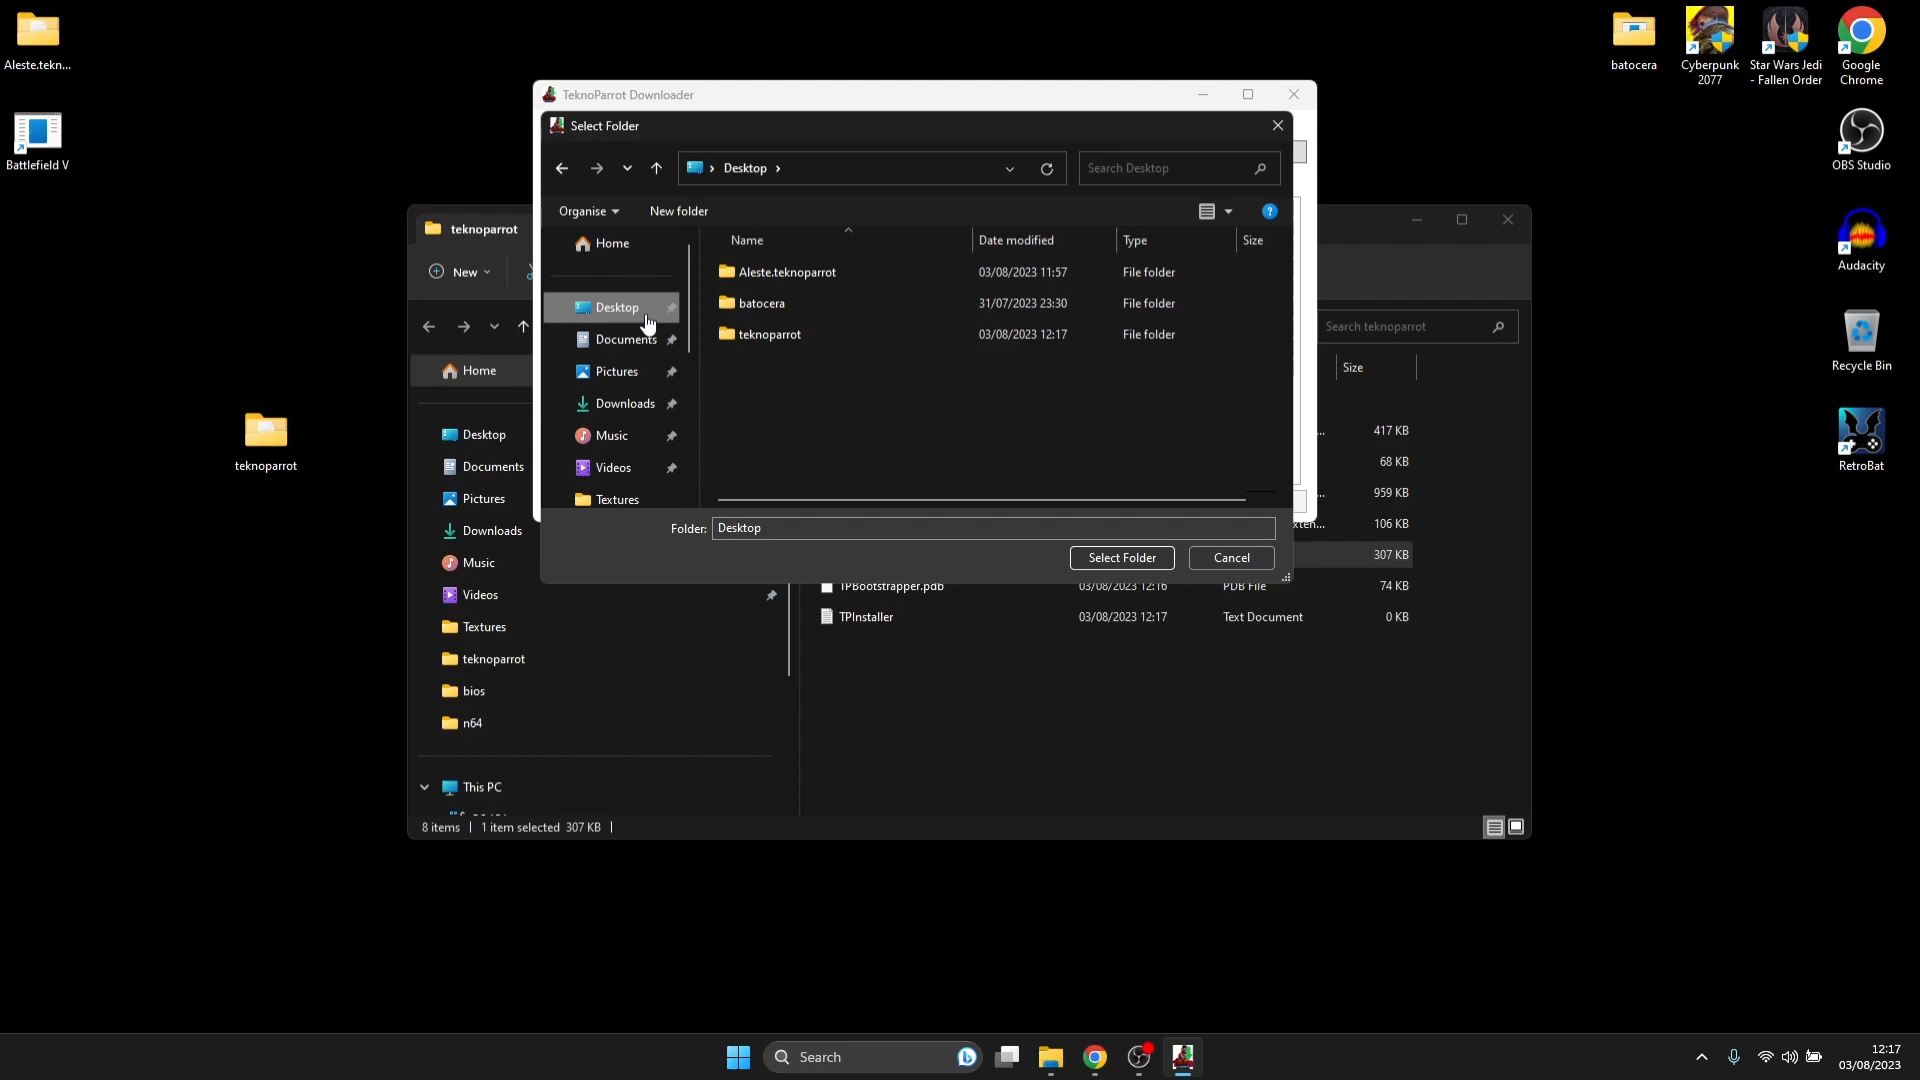 Aleste.tekn...
Battlefield V
teknoparrot
batocera
Cyberpunk
2077
Star Wars Jedi
- Fallen Order
Google
Chrome
OBS Studio
Audacity
Recycle Bin
RetroBat
TeknoParrot Downloader
Select Folder
Desktop
Search Desktop
Organise
New folder
Name
Date modified
Type
Size
Home
Desktop
Documents
Pictures
Downloads
Music
Videos
Textures
Aleste.teknoparrot 03/08/2023 11:57 File folder
batocera 31/07/2023 23:30 File folder
teknoparrot 03/08/2023 12:17 File folder
Folder: Desktop
Select Folder
Cancel
teknoparrot
New
Search teknoparrot
Size
Home
Desktop
Documents
Pictures
Downloads
Music
Videos
Textures
teknoparrot
bios
n64
This PC
... 417 KB
68 KB
... 959 KB
xten... 106 KB
307 KB
TPBootstrapper.pdb 03/08/2023 12:16 PDB File 74 KB
TPInstaller 03/08/2023 12:17 Text Document 0 KB
8 items
1 item selected 307 KB
Search
12:17
03/08/2023